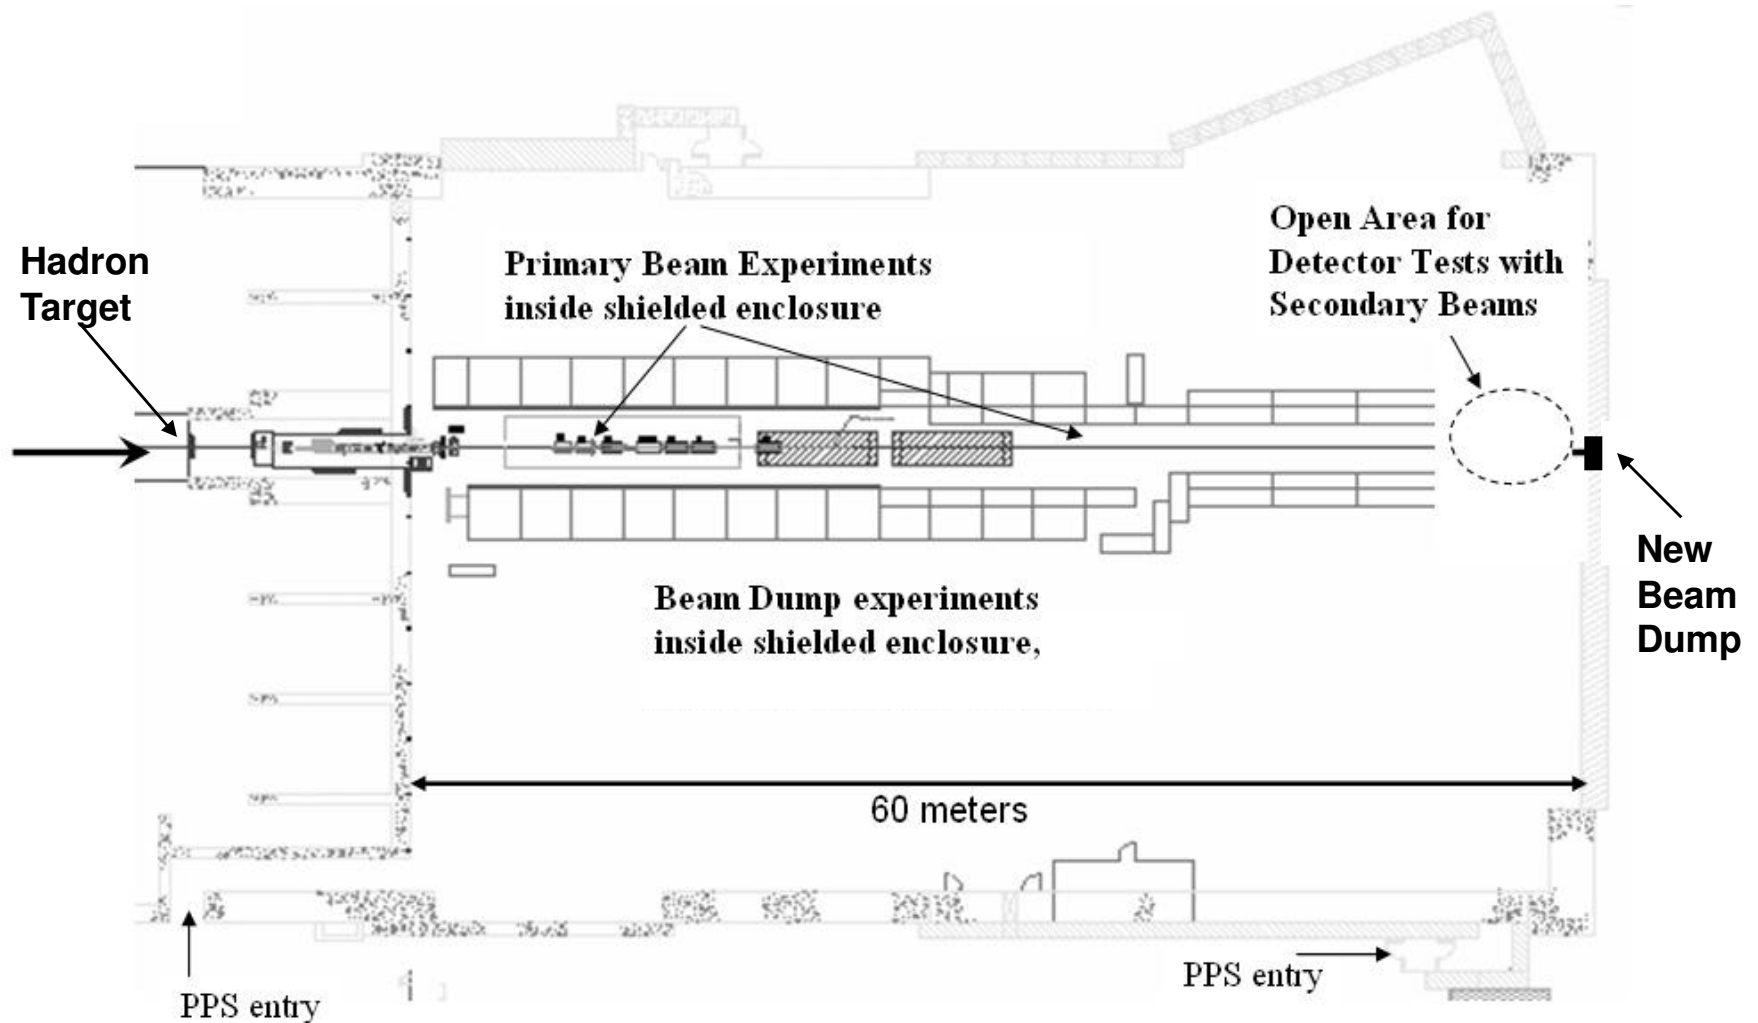 Hadron
Target
Primary Beam Experiments
inside shielded enclosure
Open Area for
Detector Tests with
Secondary Beams
New
Beam
Dump
Beam Dump experiments
inside shielded enclosure,
60 meters
PPS entry
PPS entry